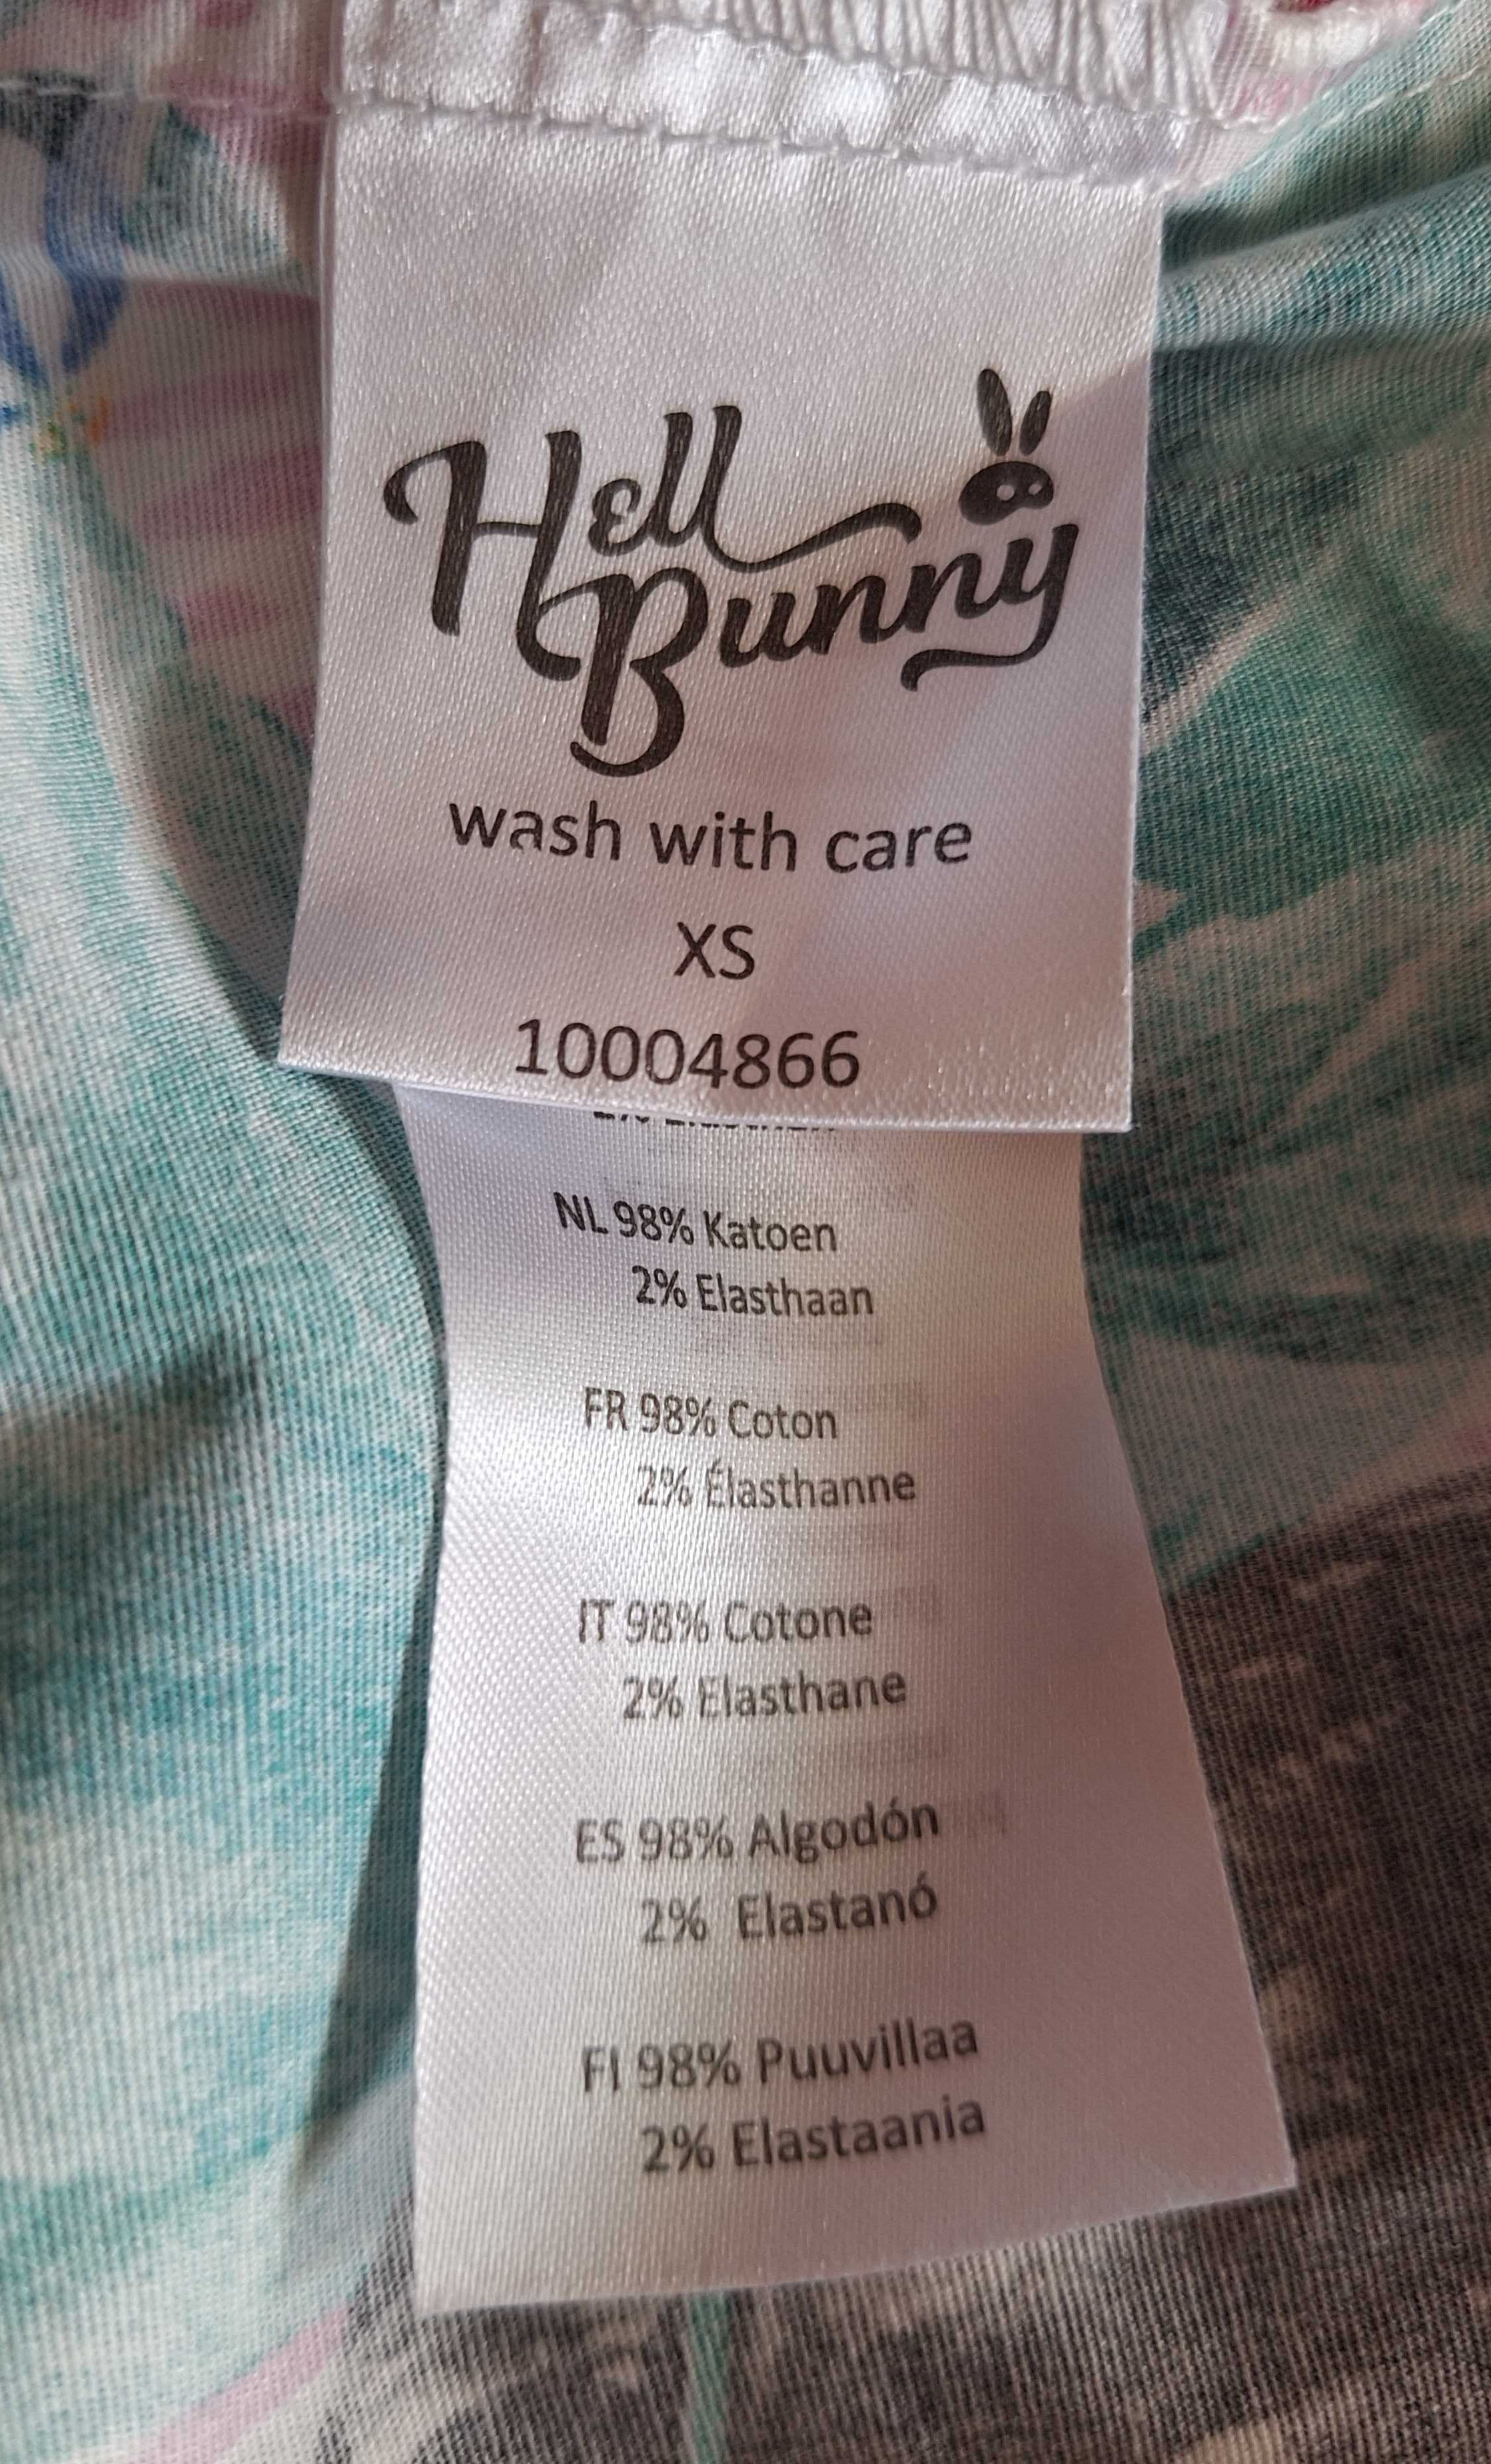 Hell
Bunny
wash with care
XS
10004866
NL 98% Katoen
2% Elasthaan
FR 98% Coton
2% Élasthanne
IT 98% Cotone
2% Elasthane
ES 98% Algodón
2% Elastanó
FI 98% Puuvillaa
2% Elastaania